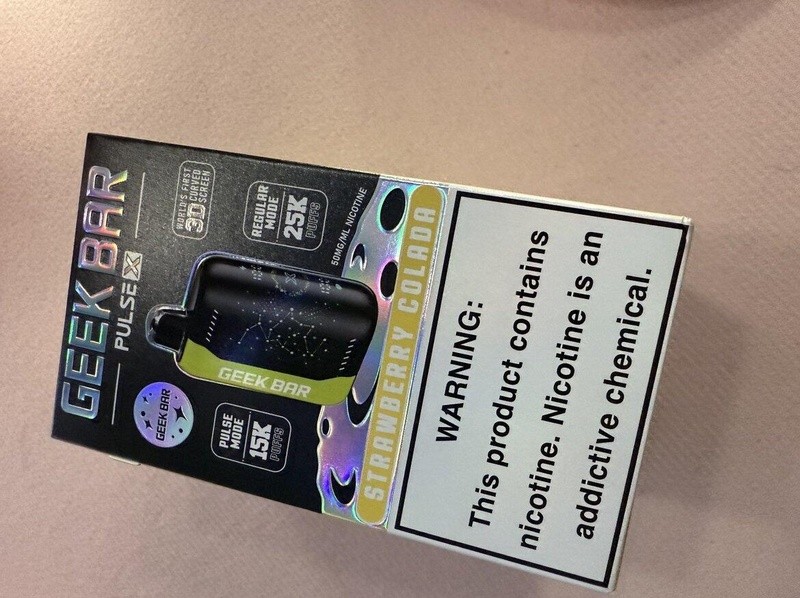 GEEK BAR
PULSE X
WORLD'S FIRST
3D CURVED
SCREEN
REGULAR
MODE
25K
PUFFS
50MG/ML NICOTINE
GEEK BAR
GEEK BAR
PULSE
MODE
15K
PUFFS
STRAWBERRY COLADA
WARNING:
This product contains
nicotine. Nicotine is an
addictive chemical.